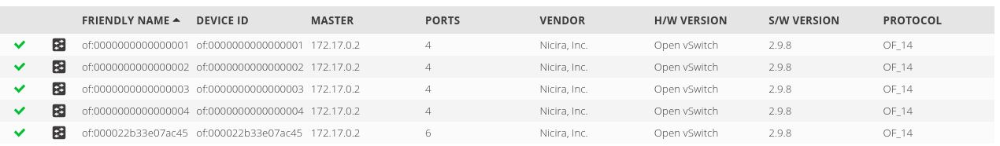 FRIENDLY NAME DEVICE ID MASTER PORTS VENDOR H/W VERSION S/W VERSION PROTOCOL
of:0000000000000001 of:0000000000000001 172.17.0.2 4 Nicira, Inc. Open vSwitch 2.9.8 OF_14
of:0000000000000002 of:0000000000000002 172.17.0.2 4 Nicira, Inc. Open vSwitch 2.9.8 OF_14
of:0000000000000003 of:0000000000000003 172.17.0.2 4 Nicira, Inc. Open vSwitch 2.9.8 OF_14
of:0000000000000004 of:0000000000000004 172.17.0.2 4 Nicira, Inc. Open vSwitch 2.9.8 OF_14
of:000022b33e07ac45 of:000022b33e07ac45 172.17.0.2 6 Nicira, Inc. Open vSwitch 2.9.8 OF_14